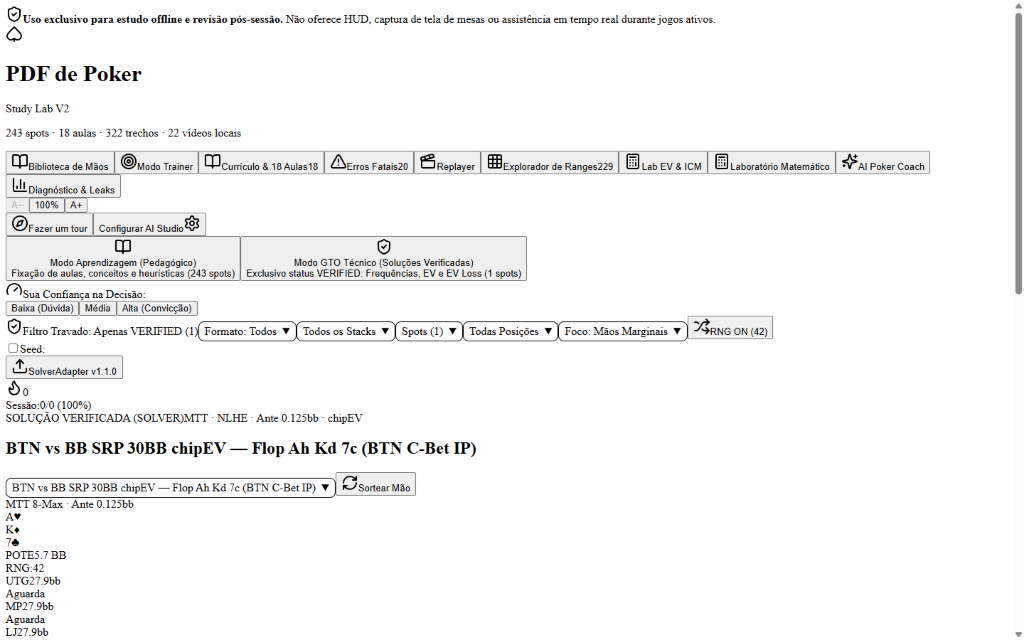 Uso exclusivo para estudo offline e revisão pós-sessão. Não oferece HUD, captura de tela de mesas ou assistência em tempo real durante jogos ativos.
PDF de Poker
Study Lab V2
243 spots · 18 aulas · 322 trechos · 22 vídeos locais
Biblioteca de Mãos Modo Trainer Currículo & 18 Aulas18 Erros Fatais20 Replayer Explorador de Ranges229 Lab EV & ICM Laboratório Matemático AI Poker Coach
Diagnóstico & Leaks
A− 100% A+
Fazer um tour Configurar AI Studio
Modo Aprendizagem (Pedagógico)
Fixação de aulas, conceitos e heurísticas (243 spots)
Modo GTO Técnico (Soluções Verificadas)
Exclusivo status VERIFIED: Frequências, EV e EV Loss (1 spots)
Sua Confiança na Decisão:
Baixa (Dúvida) Média Alta (Convicção)
Filtro Travado: Apenas VERIFIED (1) Formato: Todos ▼ Todos os Stacks ▼ Spots (1) ▼ Todas Posições ▼ Foco: Mãos Marginais ▼ RNG ON (42)
Seed:
SolverAdapter v1.1.0
0
Sessão:0/0 (100%)
SOLUÇÃO VERIFICADA (SOLVER)MTT · NLHE · Ante 0.125bb · chipEV
BTN vs BB SRP 30BB chipEV — Flop Ah Kd 7c (BTN C-Bet IP)
BTN vs BB SRP 30BB chipEV — Flop Ah Kd 7c (BTN C-Bet IP) ▼ Sortear Mão
MTT 8-Max · Ante 0.125bb
A♥
K♦
7♣
POTE5.7 BB
RNG:42
UTG27.9bb
Aguarda
MP27.9bb
Aguarda
LJ27.9bb